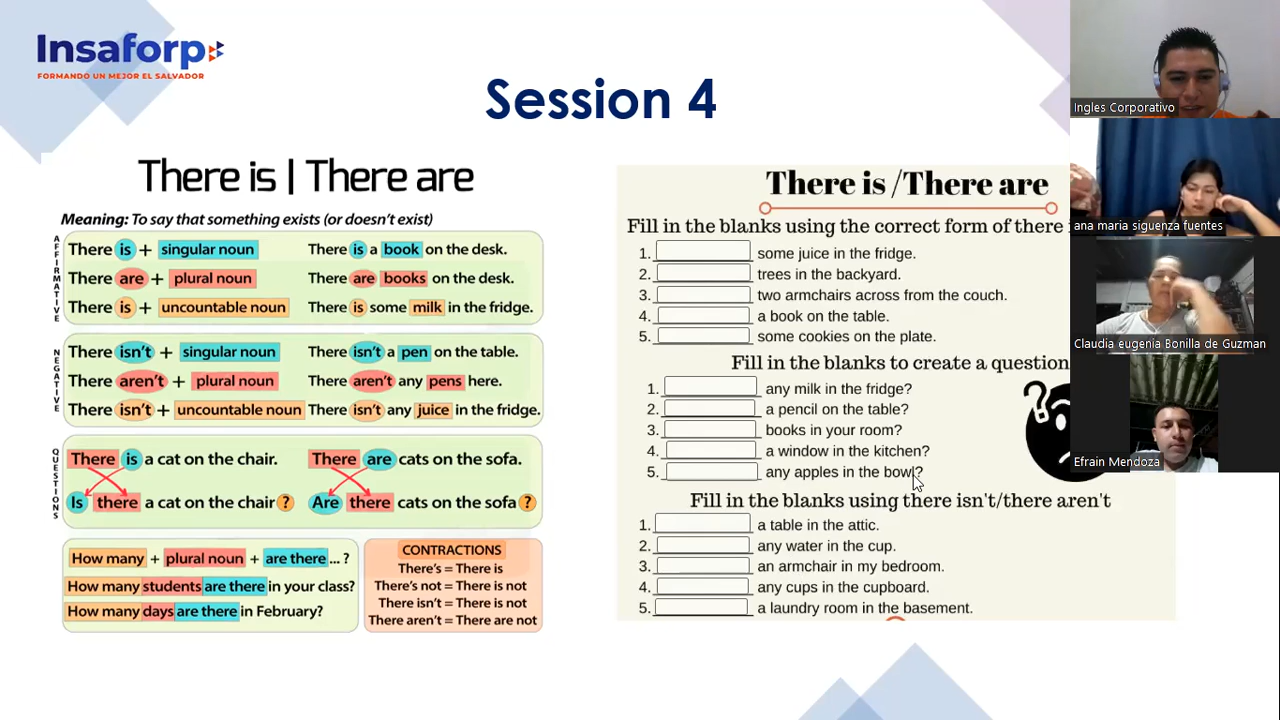 Insaforp
FORMANDO UN MEJOR EL SALVADOR
Session 4
There is | There are
Meaning: To say that something exists (or doesn't exist)
AFFIRMATIVE
There is + singular noun There is a book on the desk.
There are + plural noun There are books on the desk.
There is + uncountable noun There is some milk in the fridge.
NEGATIVE
There isn't + singular noun There isn't a pen on the table.
There aren't + plural noun There aren't any pens here.
There isn't + uncountable noun There isn't any juice in the fridge.
QUESTIONS
There is a cat on the chair. There are cats on the sofa.
Is there a cat on the chair? Are there cats on the sofa?
How many + plural noun + are there ... ?
How many students are there in your class?
How many days are there in February?
CONTRACTIONS
There's = There is
There's not = There is not
There isn't = There is not
There aren't = There are not
There is /There are
Fill in the blanks using the correct form of there
1. some juice in the fridge.
2. trees in the backyard.
3. two armchairs across from the couch.
4. a book on the table.
5. some cookies on the plate.
Fill in the blanks to create a question
1. any milk in the fridge?
2. a pencil on the table?
3. books in your room?
4. a window in the kitchen?
5. any apples in the bowl?
Fill in the blanks using there isn't/there aren't
1. a table in the attic.
2. any water in the cup.
3. an armchair in my bedroom.
4. any cups in the cupboard.
5. a laundry room in the basement.
Ingles Corporativo
ana maria siguenza fuentes
Claudia eugenia Bonilla de Guzman
Efrain Mendoza